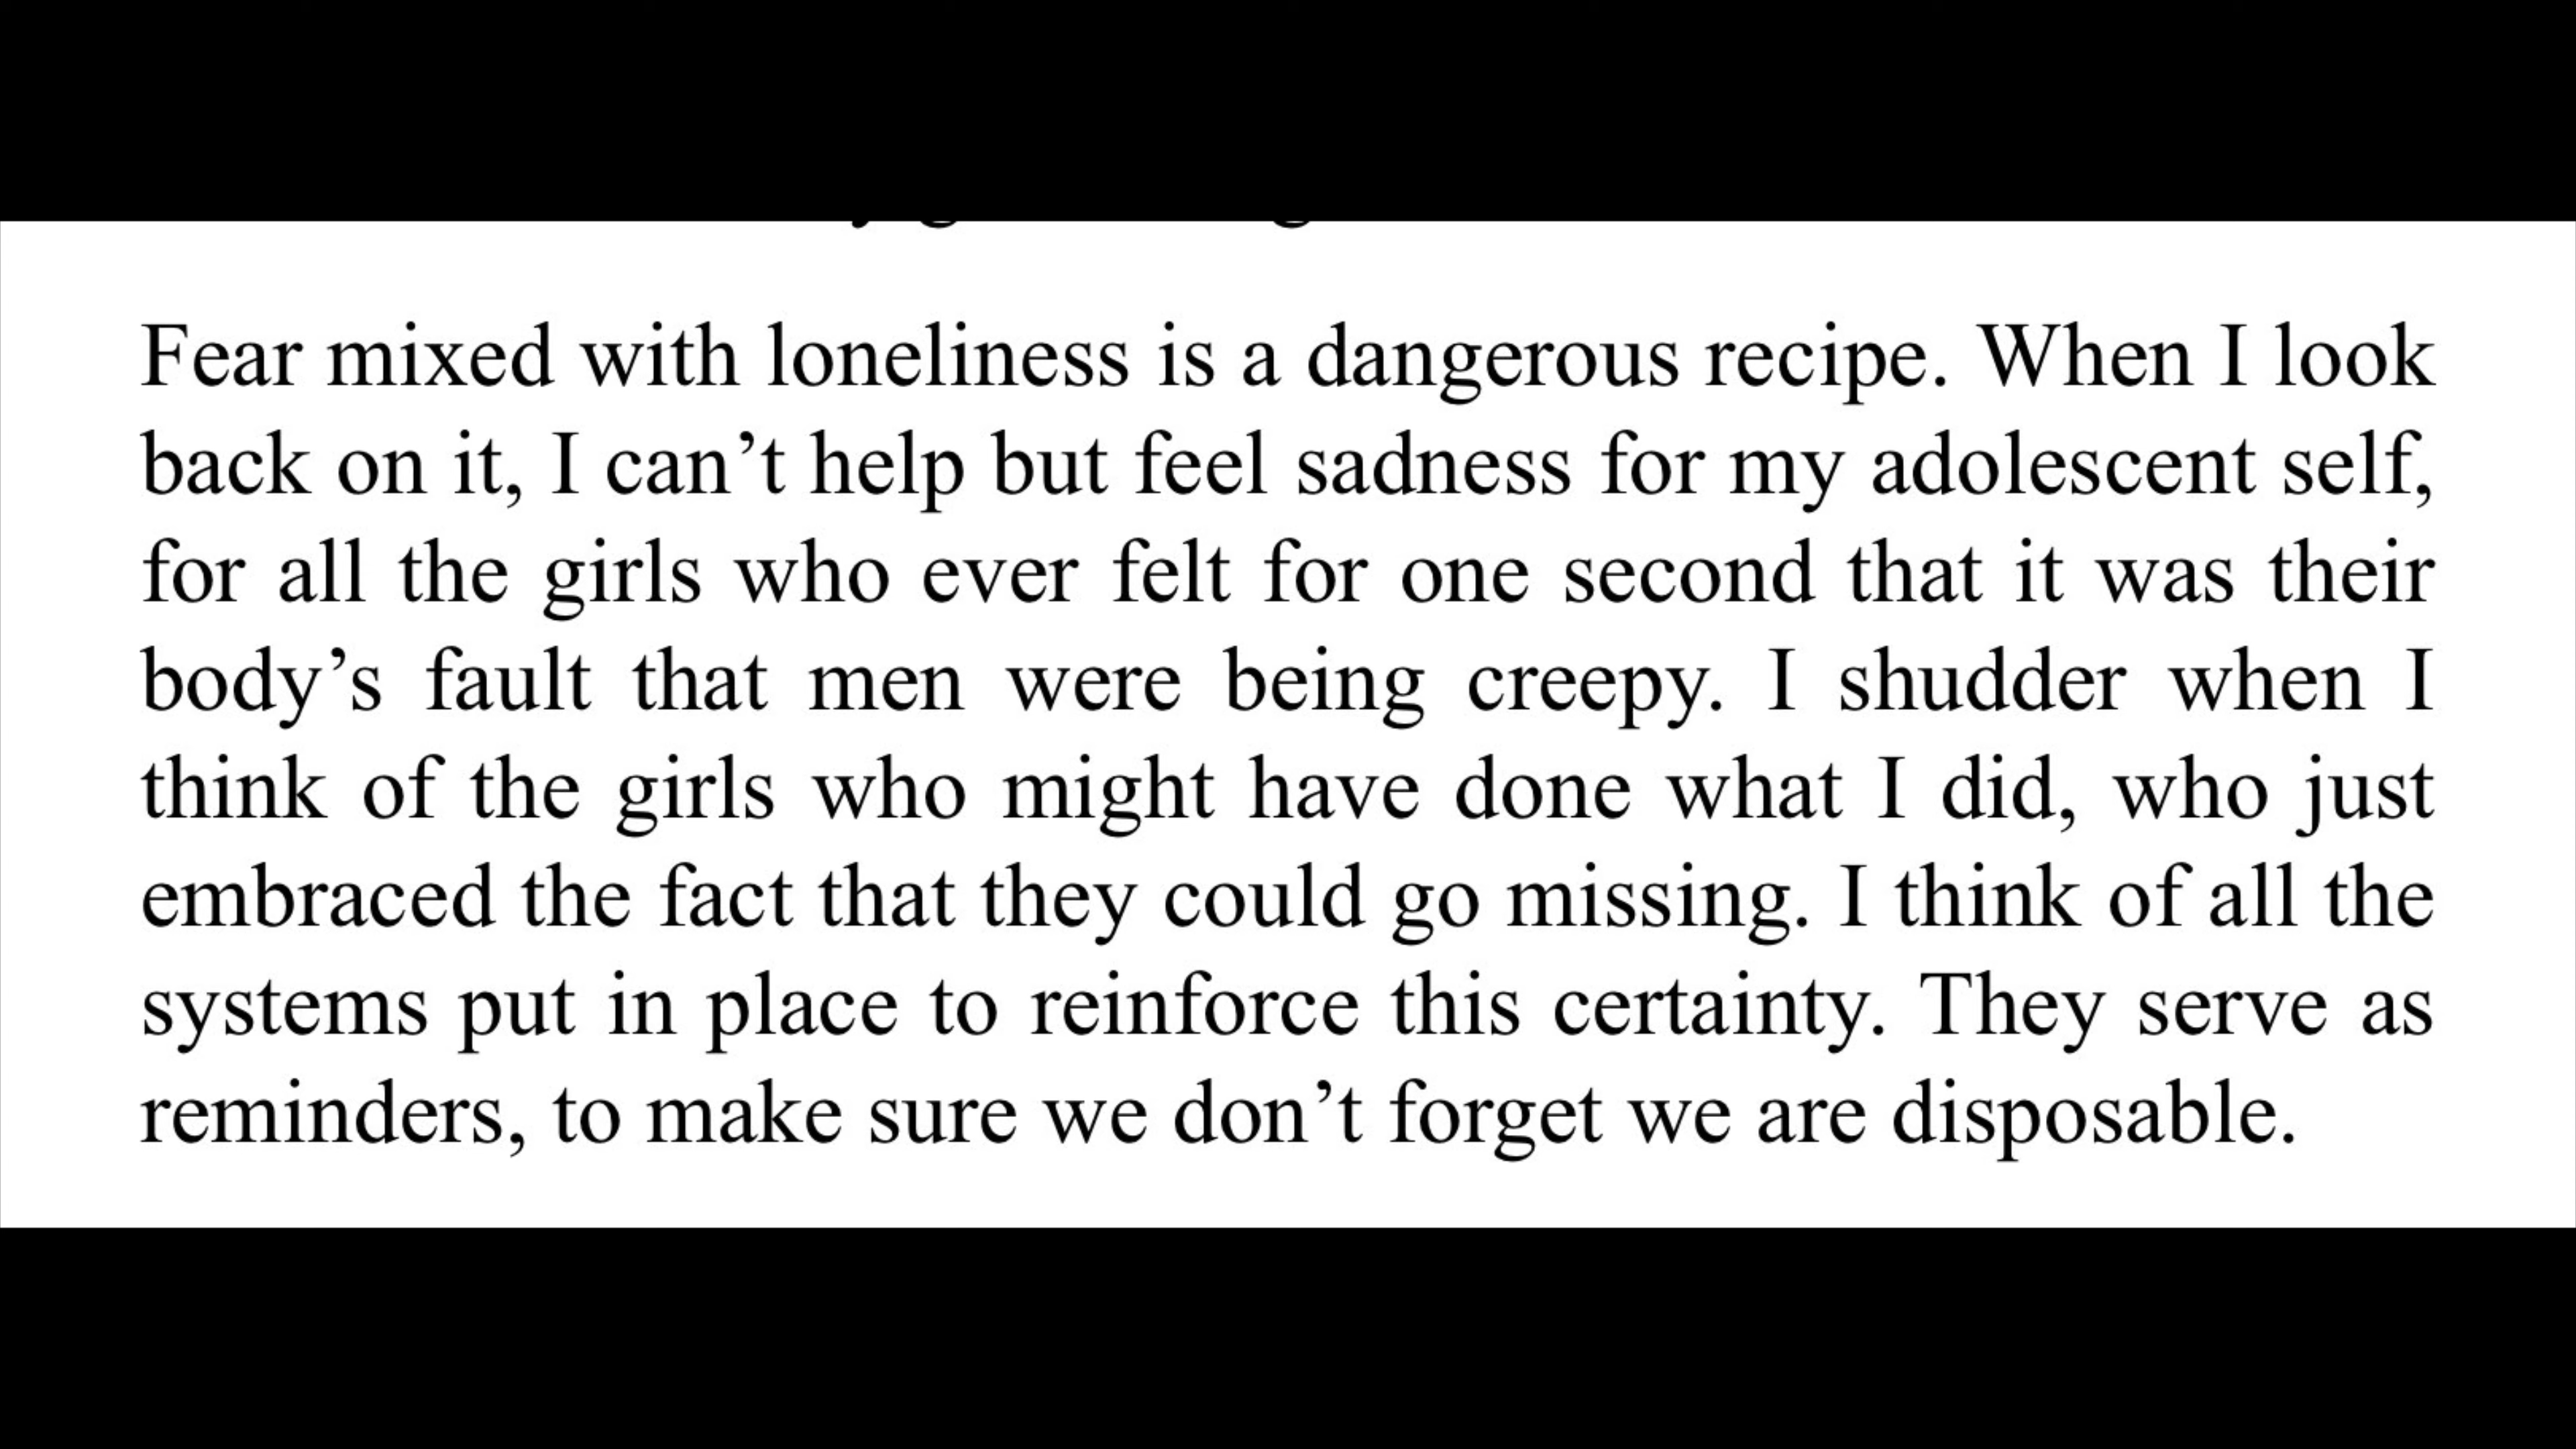 Fear mixed with loneliness is a dangerous recipe. When I look
back on it, I can’t help but feel sadness for my adolescent self,
for all the girls who ever felt for one second that it was their
body’s fault that men were being creepy. I shudder when I
think of the girls who might have done what I did, who just
embraced the fact that they could go missing. I think of all the
systems put in place to reinforce this certainty. They serve as
reminders, to make sure we don’t forget we are disposable.